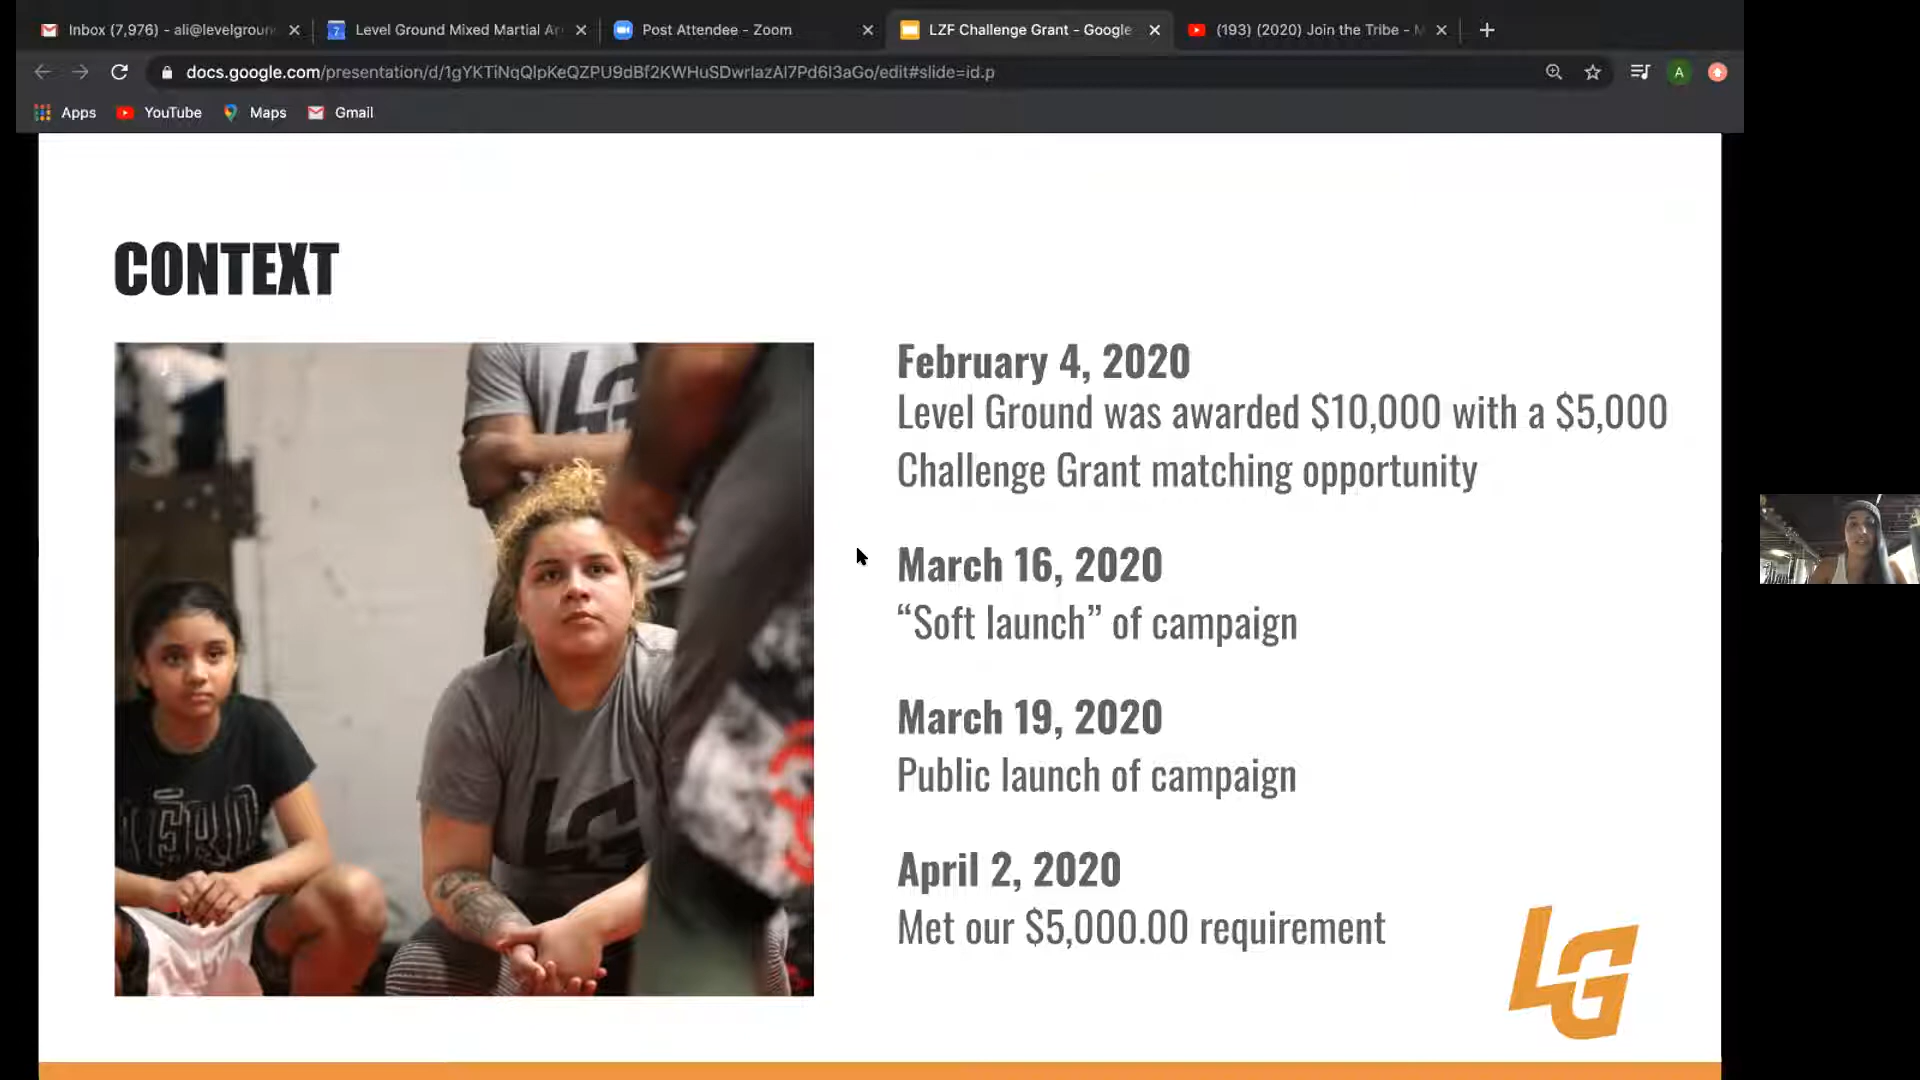 Inbox (7,976) - ali@levelgroun
Level Ground Mixed Martial Ar
Post Attendee - Zoom
LZF Challenge Grant - Google
(193) (2020) Join the Tribe - M
docs.google.com/presentation/d/1gYKTiNqQlpKeQZPU9dBf2KWHuSDwrlazAl7Pd6l3aGo/edit#slide=id.p
A
Apps
YouTube
Maps
Gmail
CONTEXT
LG
LG
February 4, 2020
Level Ground was awarded $10,000 with a $5,000
Challenge Grant matching opportunity
March 16, 2020
“Soft launch” of campaign
March 19, 2020
Public launch of campaign
April 2, 2020
Met our $5,000.00 requirement
LG